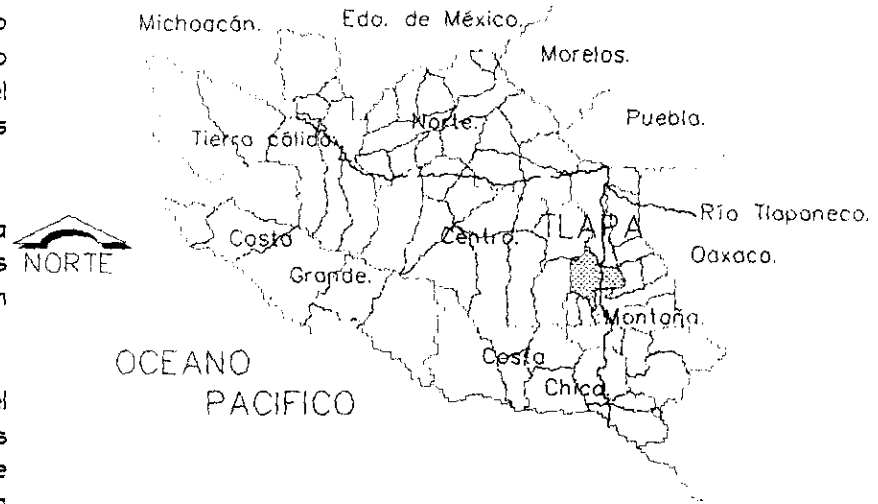 Michoacán.
Edo. de México.
Morelos.
Puebla.
Norte.
Tierra cálida.
Río Tlapaneco.
TLAPA
Oaxaca.
Costa
Grande.
Centro.
NORTE
Montaña.
OCEANO
PACIFICO
Costa
Chica.